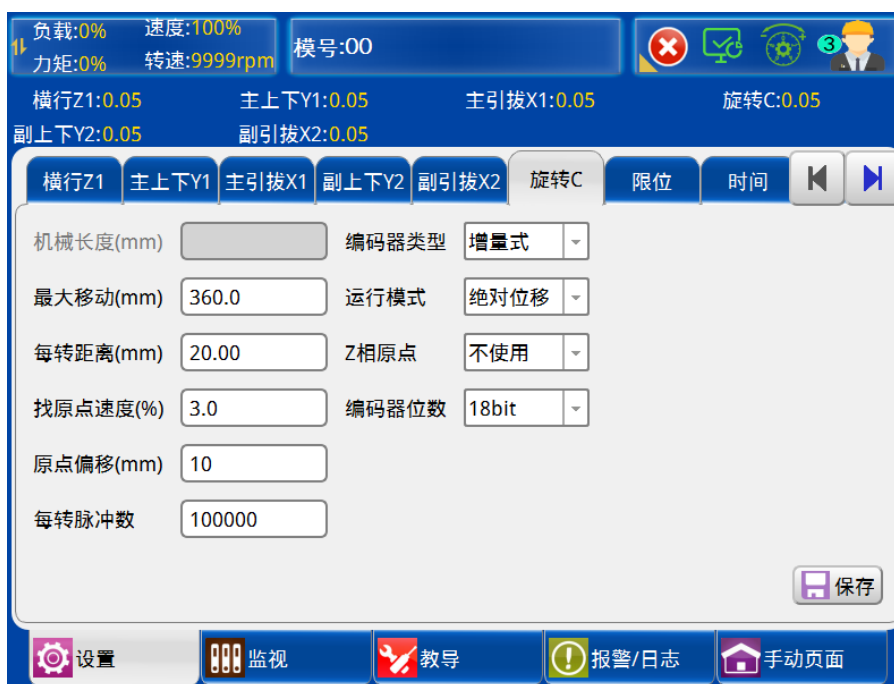 负载:0% 速度:100%
力矩:0% 转速:9999rpm
模号:00
3
横行Z1:0.05 主上下Y1:0.05 主引拔X1:0.05 旋转C:0.05
副上下Y2:0.05 副引拔X2:0.05
横行Z1 主上下Y1 主引拔X1 副上下Y2 副引拔X2 旋转C 限位 时间
机械长度(mm) 编码器类型 增量式
最大移动(mm) 360.0 运行模式 绝对位移
每转距离(mm) 20.00 Z相原点 不使用
找原点速度(%) 3.0 编码器位数 18bit
原点偏移(mm) 10
每转脉冲数 100000
保存
设置 监视 教导 报警/日志 手动页面